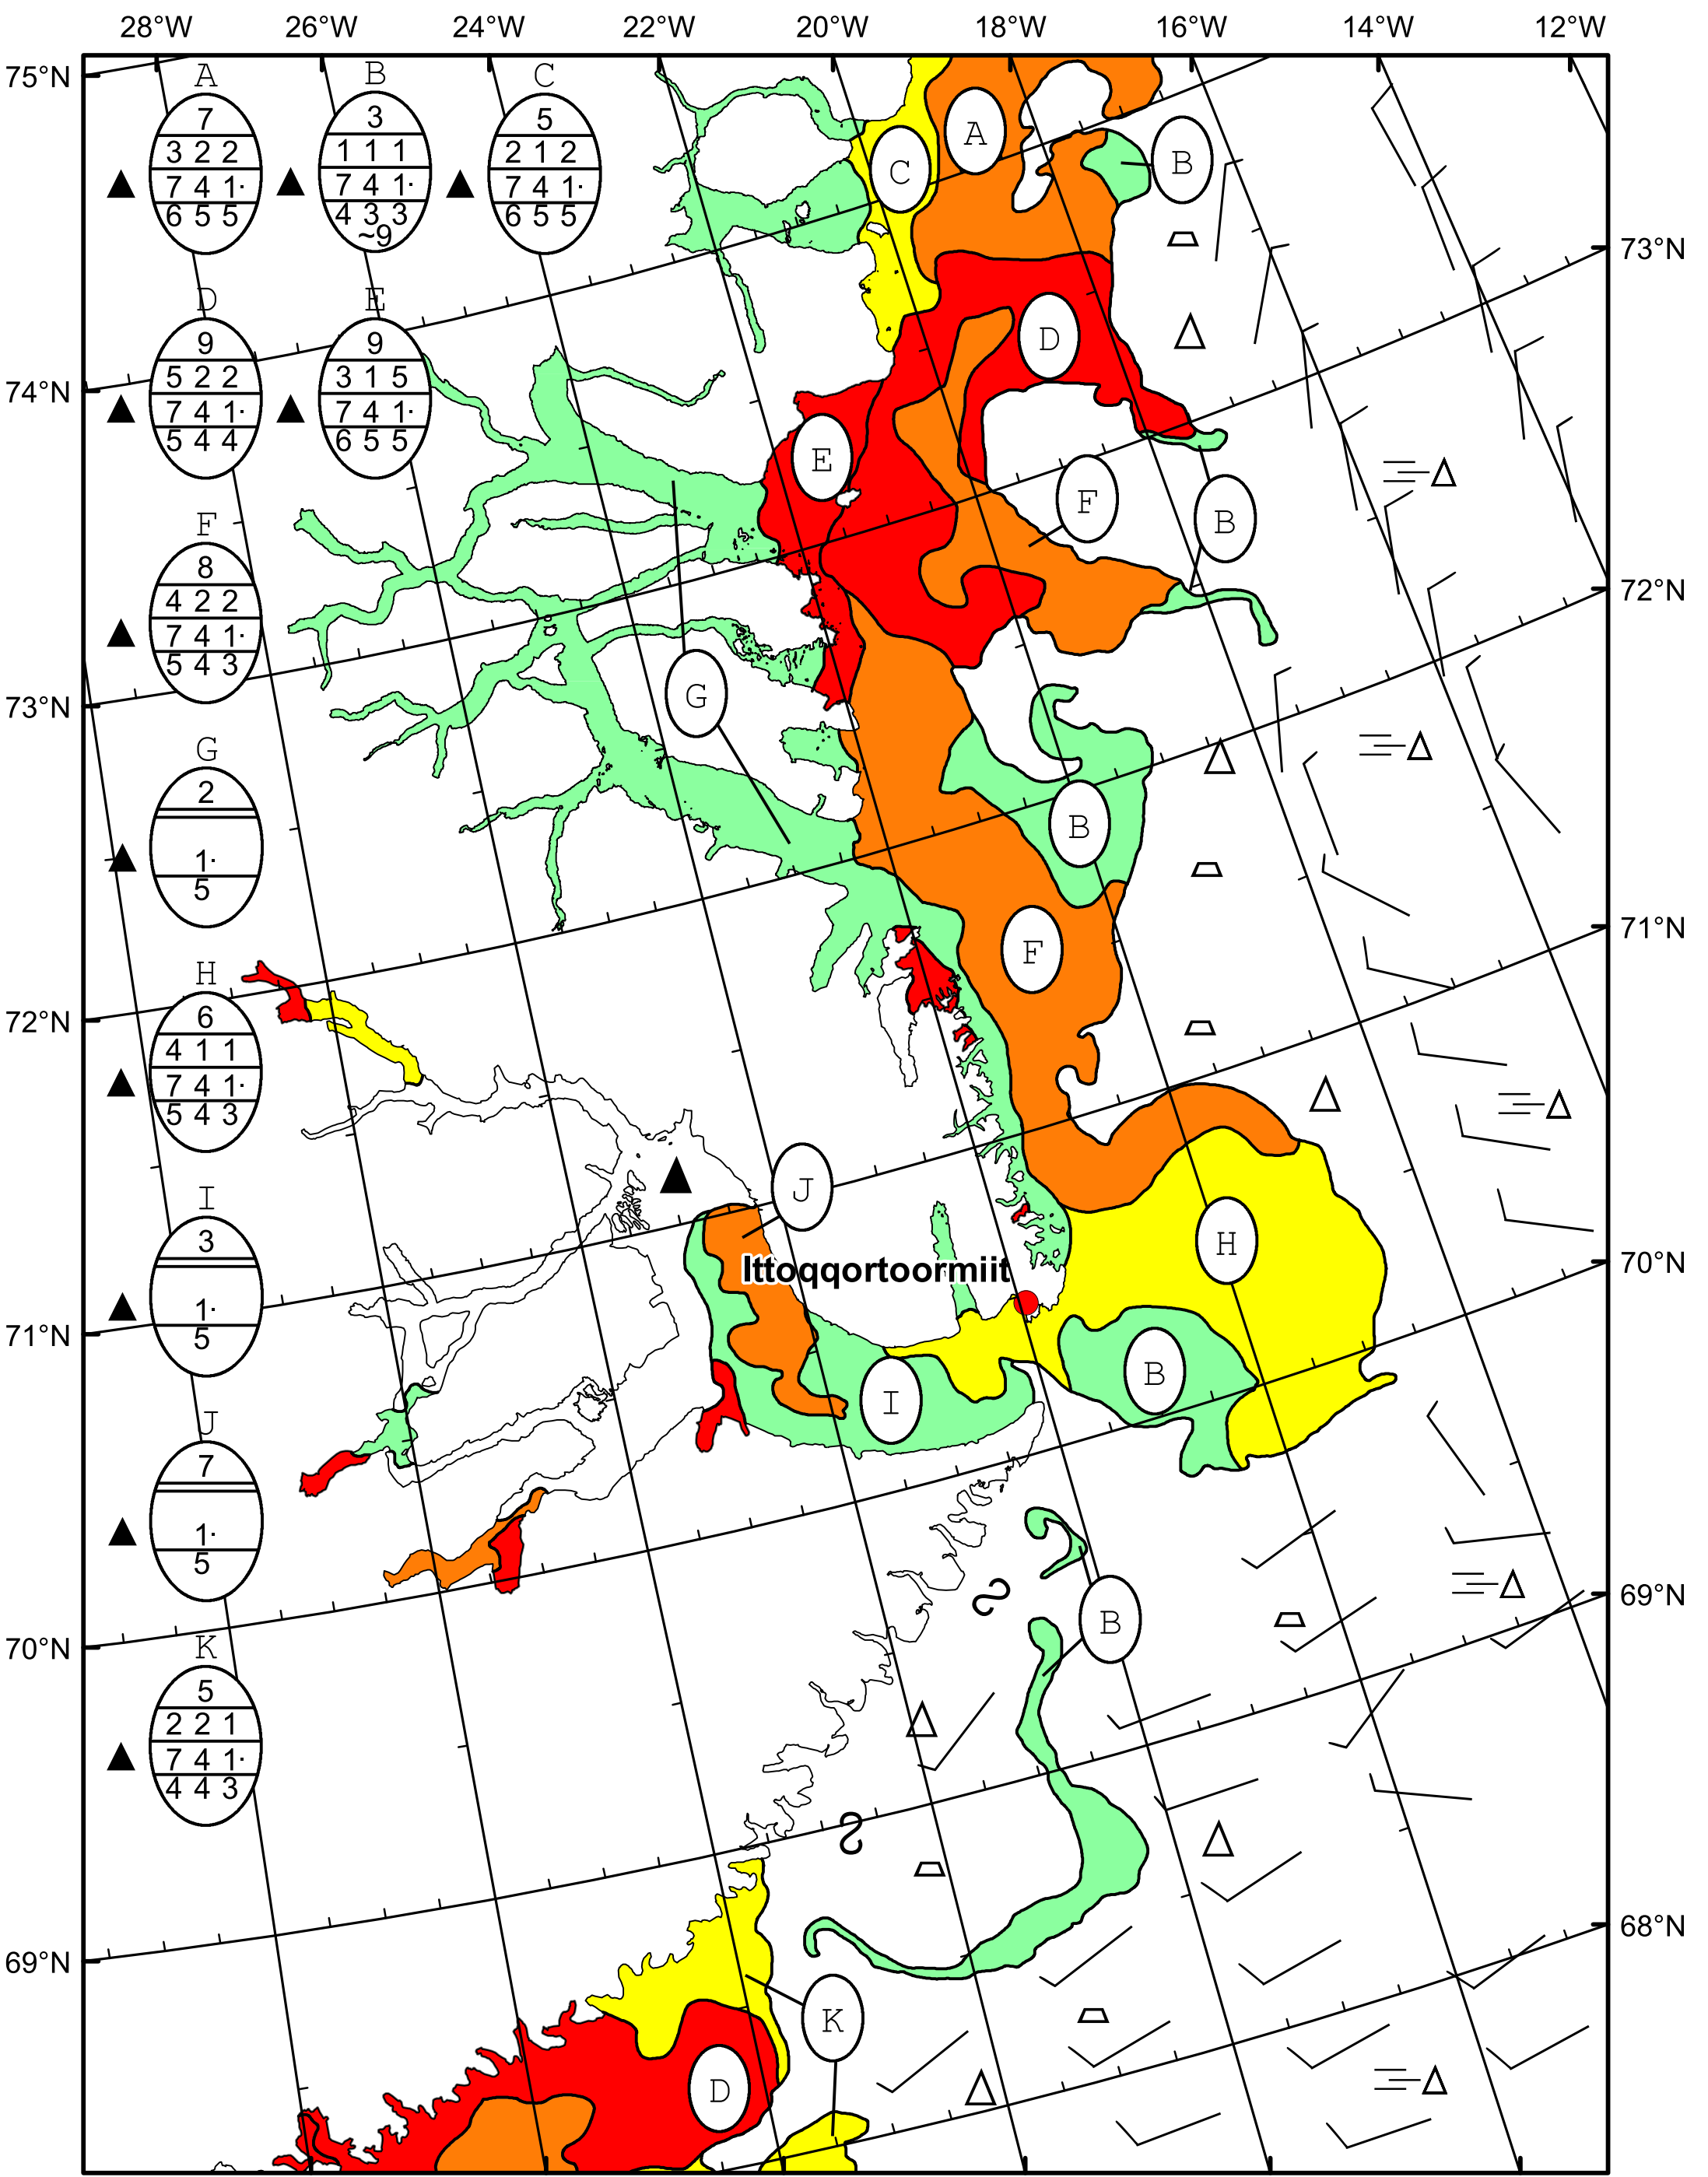 28°W 26°W 24°W 22°W 20°W 18°W 16°W 14°W 12°W
75°N
74°N
73°N
72°N
71°N
70°N
69°N
73°N
72°N
71°N
70°N
69°N
68°N
A
7
3 2 2
7 4 1·
6 5 5
B
3
1 1 1
7 4 1·
4 3 3
~9
C
5
2 1 2
7 4 1·
6 5 5
D
9
5 2 2
7 4 1·
5 4 4
E
9
3 1 5
7 4 1·
6 5 5
F
8
4 2 2
7 4 1·
5 4 3
G
2
1·
5
H
6
4 1 1
7 4 1·
5 4 3
I
3
1·
5
J
7
1·
5
K
5
2 2 1
7 4 1·
4 4 3
A
C
B
D
E
F
B
G
B
F
J
H
Ittoqqortoormiit
B
I
B
K
D